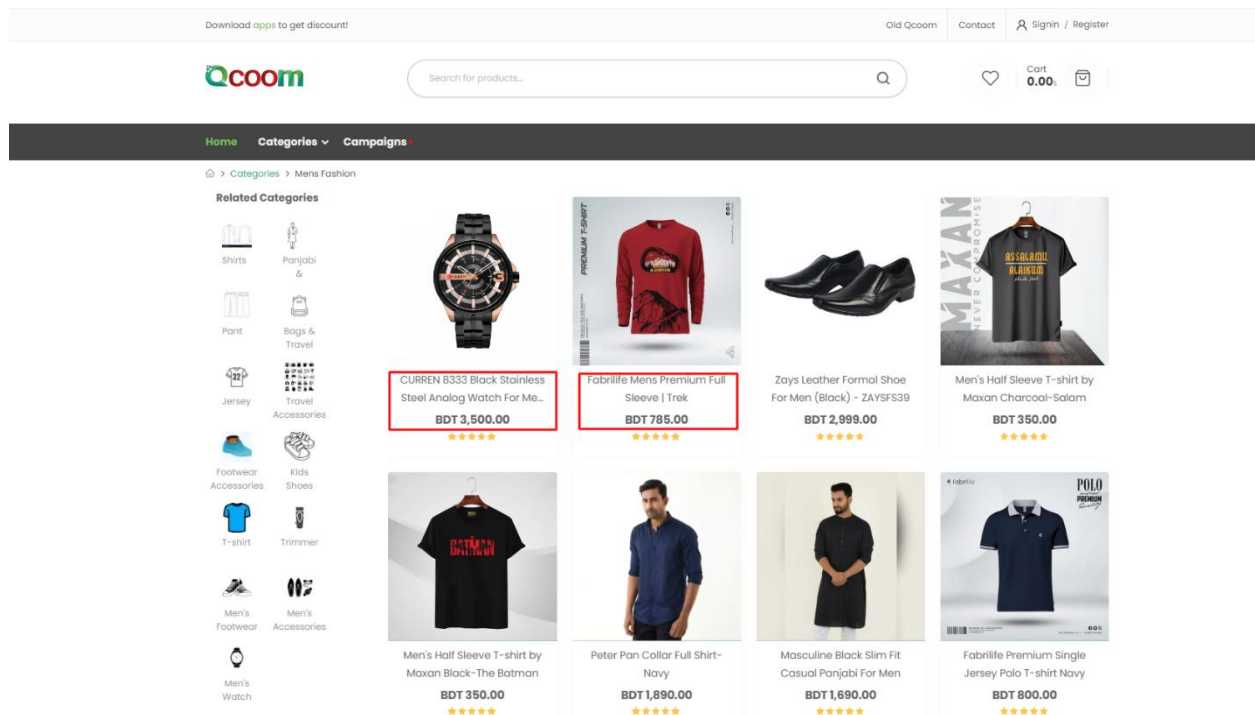 Download apps to get discount!
Old Qcoom
Contact
Signin / Register
Qcoom
Search for products...
Cart
0.00
Home
Categories
Campaigns
> Categories > Mens Fashion
Related Categories
Shirts
Panjabi
&
Pant
Bags &
Travel
32
Jersey
Travel
Accessories
Footwear
Accessories
Kids
Shoes
T-shirt
Trimmer
Men's
Footwear
Men's
Accessories
Men's
Watch
CURREN 8333 Black Stainless
Steel Analog Watch For Me...
BDT 3,500.00
PREMIUM T-SHIRT
Fabrilife Mens Premium Full
Sleeve | Trek
BDT 785.00
Zays Leather Formal Shoe
For Men (Black) - ZAYSFS39
BDT 2,999.00
MAXAN
NEVER COMPROMISE
ASSALAMU
ALAIKUM
Men's Half Sleeve T-shirt by
Maxan Charcoal-Salam
BDT 350.00
BATMAN
Men's Half Sleeve T-shirt by
Maxan Black-The Batman
BDT 350.00
Peter Pan Collar Full Shirt-
Navy
BDT 1,890.00
Masculine Black Slim Fit
Casual Panjabi For Men
BDT 1,690.00
Fabrilife
POLO
PREMIUM
Quality
Fabrilife Premium Single
Jersey Polo T-shirt Navy
BDT 800.00